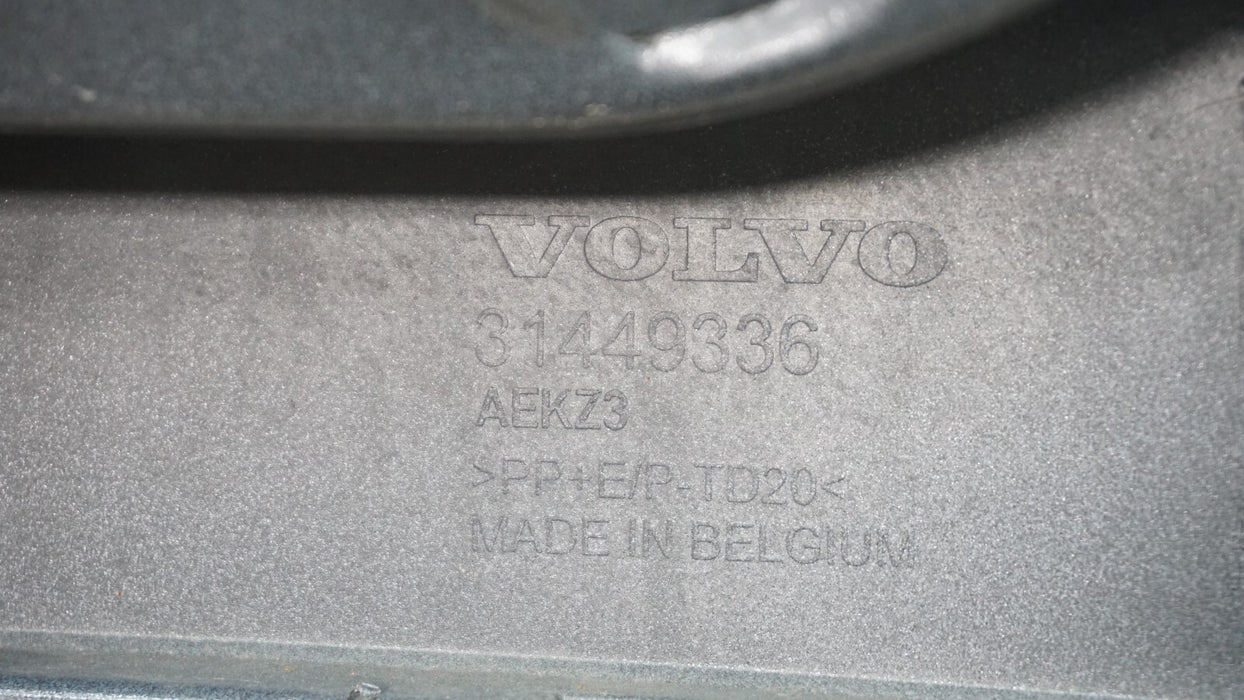 VOLVO
31449336
AEKZ3
>PP+E/P-TD20<
MADE IN BELGIUM